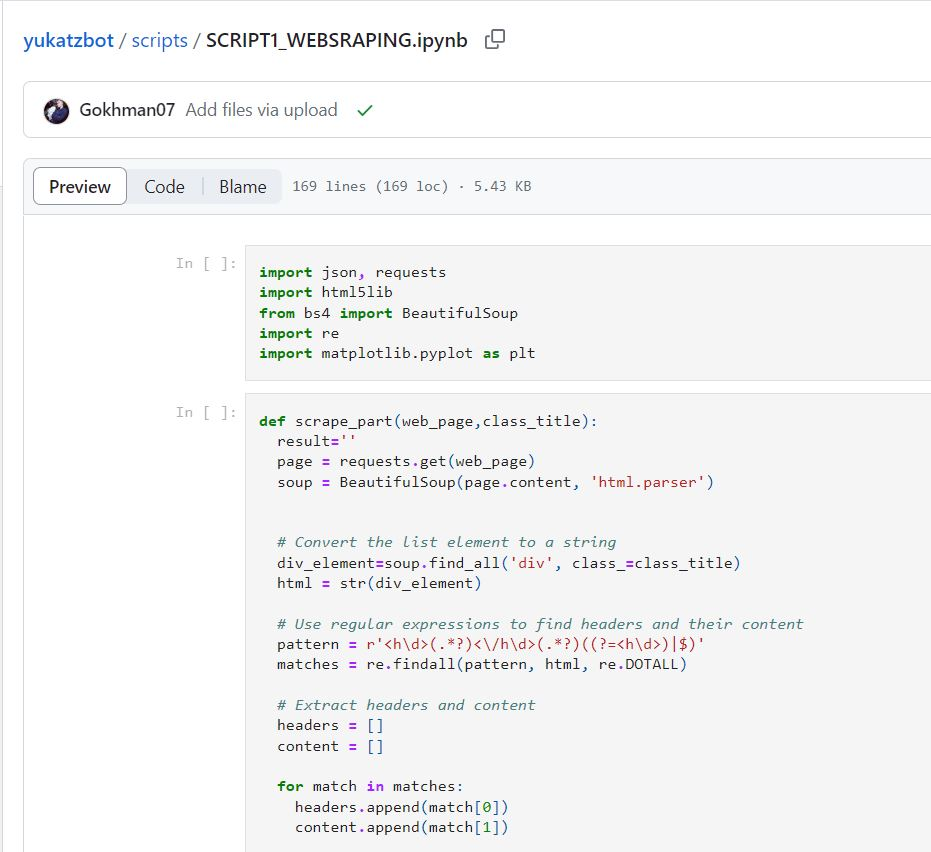 yukatzbot / scripts / SCRIPT1_WEBSRAPING.ipynb
Gokhman07 Add files via upload
Preview Code Blame 169 lines (169 loc) · 5.43 KB
In [ ]:
import json, requests
import html5lib
from bs4 import BeautifulSoup
import re
import matplotlib.pyplot as plt
In [ ]:
def scrape_part(web_page,class_title):
  result=''
  page = requests.get(web_page)
  soup = BeautifulSoup(page.content, 'html.parser')
  # Convert the list element to a string
  div_element=soup.find_all('div', class_=class_title)
  html = str(div_element)
  # Use regular expressions to find headers and their content
  pattern = r'<h\d>(.*?)<\/h\d>(.*?)((?=<h\d>)|$)'
  matches = re.findall(pattern, html, re.DOTALL)
  # Extract headers and content
  headers = []
  content = []
  for match in matches:
    headers.append(match[0])
    content.append(match[1])